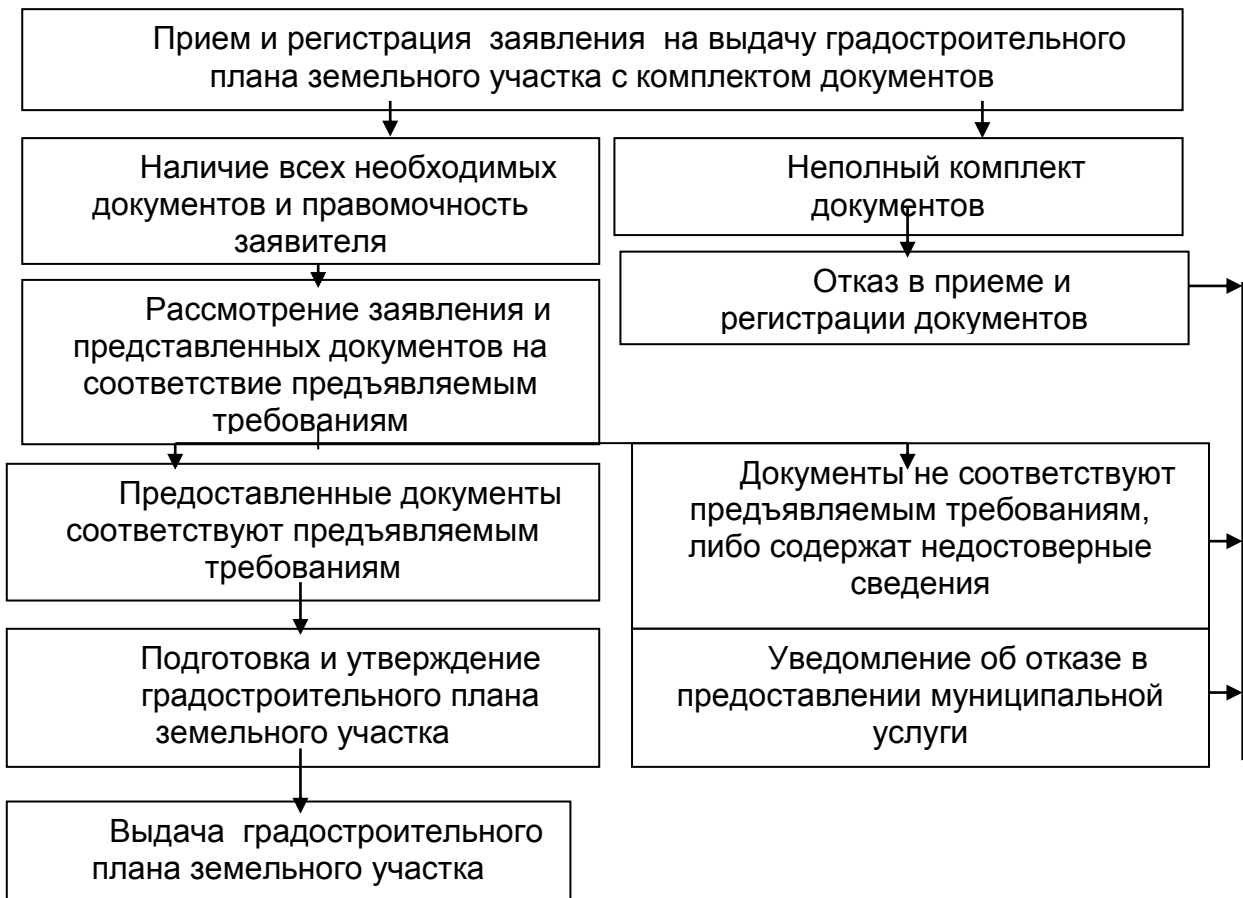 Прием и регистрация заявления на выдачу градостроительного
плана земельного участка с комплектом документов
Наличие всех необходимых
документов и правомочность
заявителя
Неполный комплект
документов
Отказ в приеме и
регистрации документов
Рассмотрение заявления и
представленных документов на
соответствие предъявляемым
требованиям
Предоставленные документы
соответствуют предъявляемым
требованиям
Документы не соответствуют
предъявляемым требованиям,
либо содержат недостоверные
сведения
Подготовка и утверждение
градостроительного плана
земельного участка
Уведомление об отказе в
предоставлении муниципальной
услуги
Выдача градостроительного
плана земельного участка